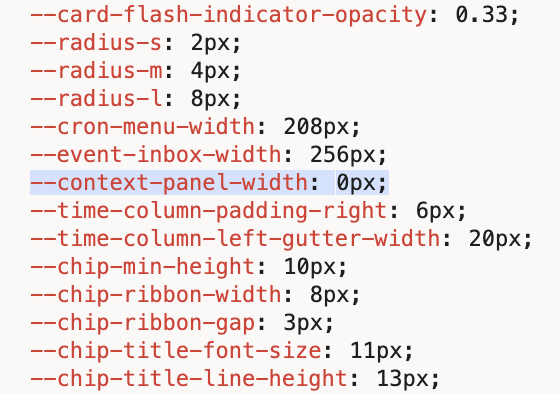 --card-flash-indicator-opacity: 0.33;
--radius-s: 2px;
--radius-m: 4px;
--radius-l: 8px;
--cron-menu-width: 208px;
--event-inbox-width: 256px;
--context-panel-width: 0px;
--time-column-padding-right: 6px;
--time-column-left-gutter-width: 20px;
--chip-min-height: 10px;
--chip-ribbon-width: 8px;
--chip-ribbon-gap: 3px;
--chip-title-font-size: 11px;
--chip-title-line-height: 13px;